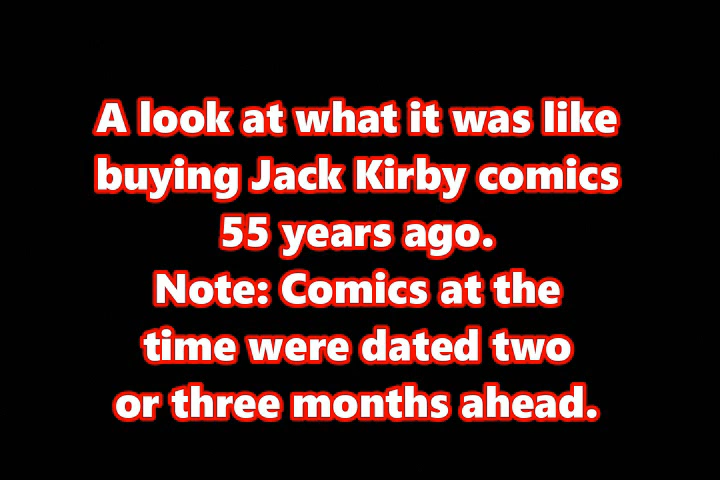 A look at what it was like
buying Jack Kirby comics
55 years ago.
Note: Comics at the
time were dated two
or three months ahead.